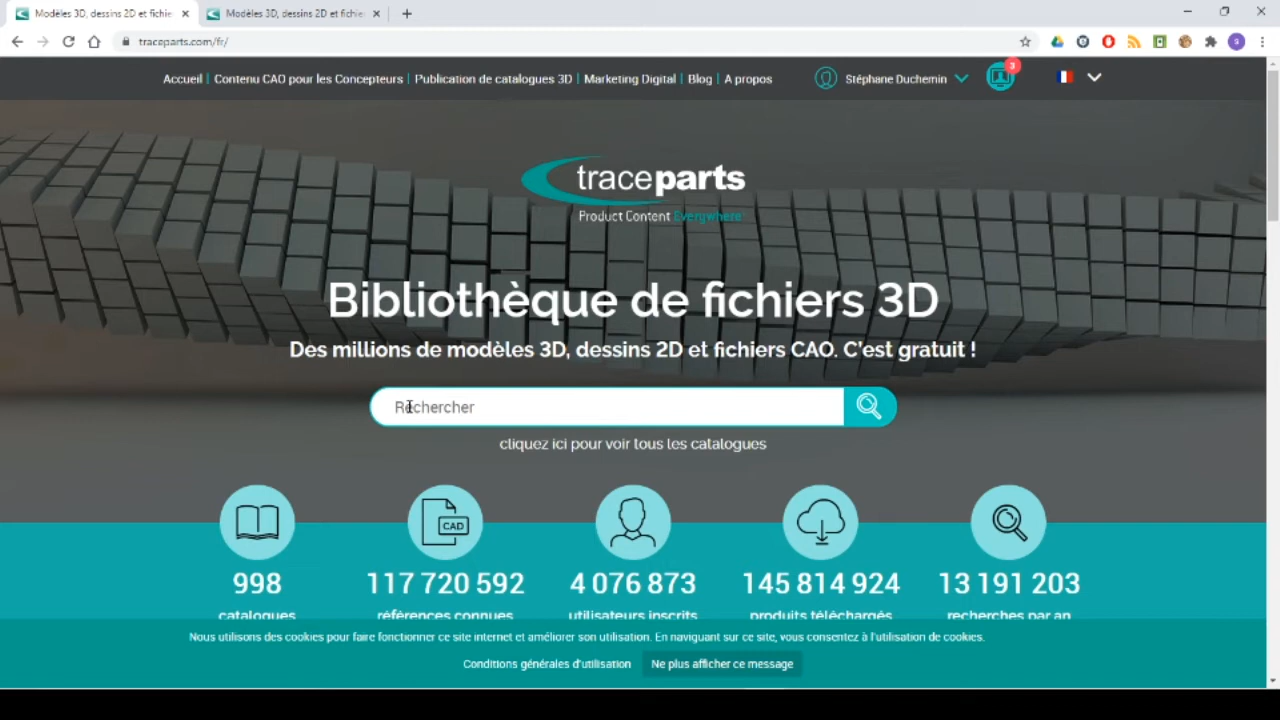 Modèles 3D, dessins 2D et fichie
Modèles 3D, dessins 2D et fichie
traceparts.com/fr/
S
Accueil | Contenu CAO pour les Concepteurs | Publication de catalogues 3D | Marketing Digital | Blog | A propos
Stéphane Duchemin
3
traceparts
Product Content Everywhere
Bibliothèque de fichiers 3D
Des millions de modèles 3D, dessins 2D et fichiers CAO. C'est gratuit !
Rechercher
cliquez ici pour voir tous les catalogues
CAD
998
117 720 592
4 076 873
145 814 924
13 191 203
catalogues
références connues
utilisateurs inscrits
produits téléchargés
recherches par an
Nous utilisons des cookies pour faire fonctionner ce site internet et améliorer son utilisation. En naviguant sur ce site, vous consentez à l'utilisation de cookies.
Conditions générales d'utilisation
Ne plus afficher ce message